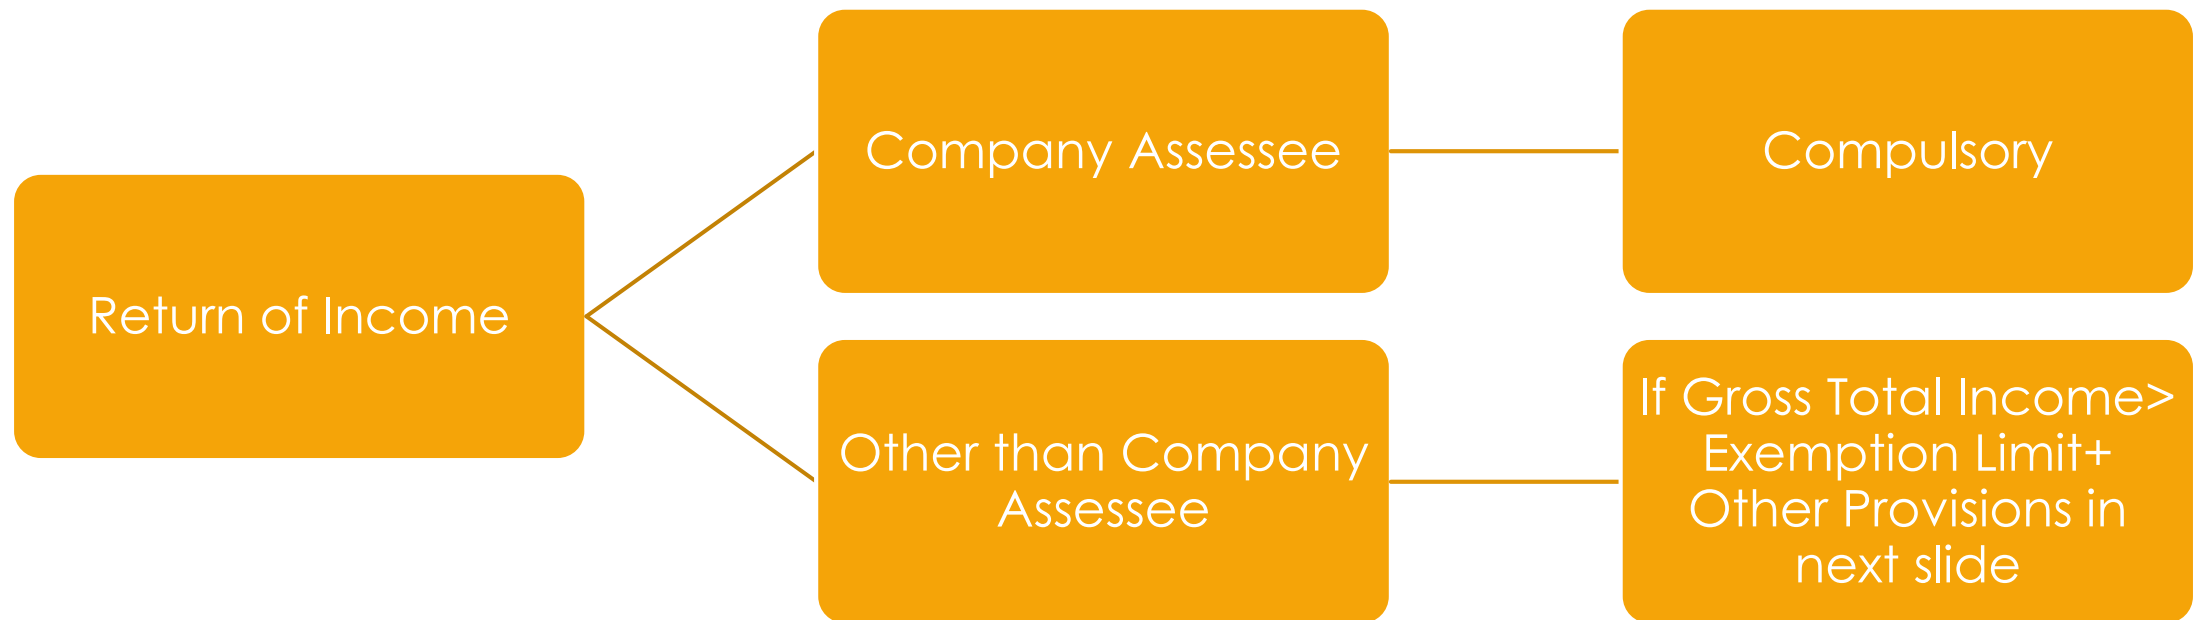 Return of Income
Company Assessee
Compulsory
Other than Company
Assessee
If Gross Total Income>
Exemption Limit+
Other Provisions in
next slide